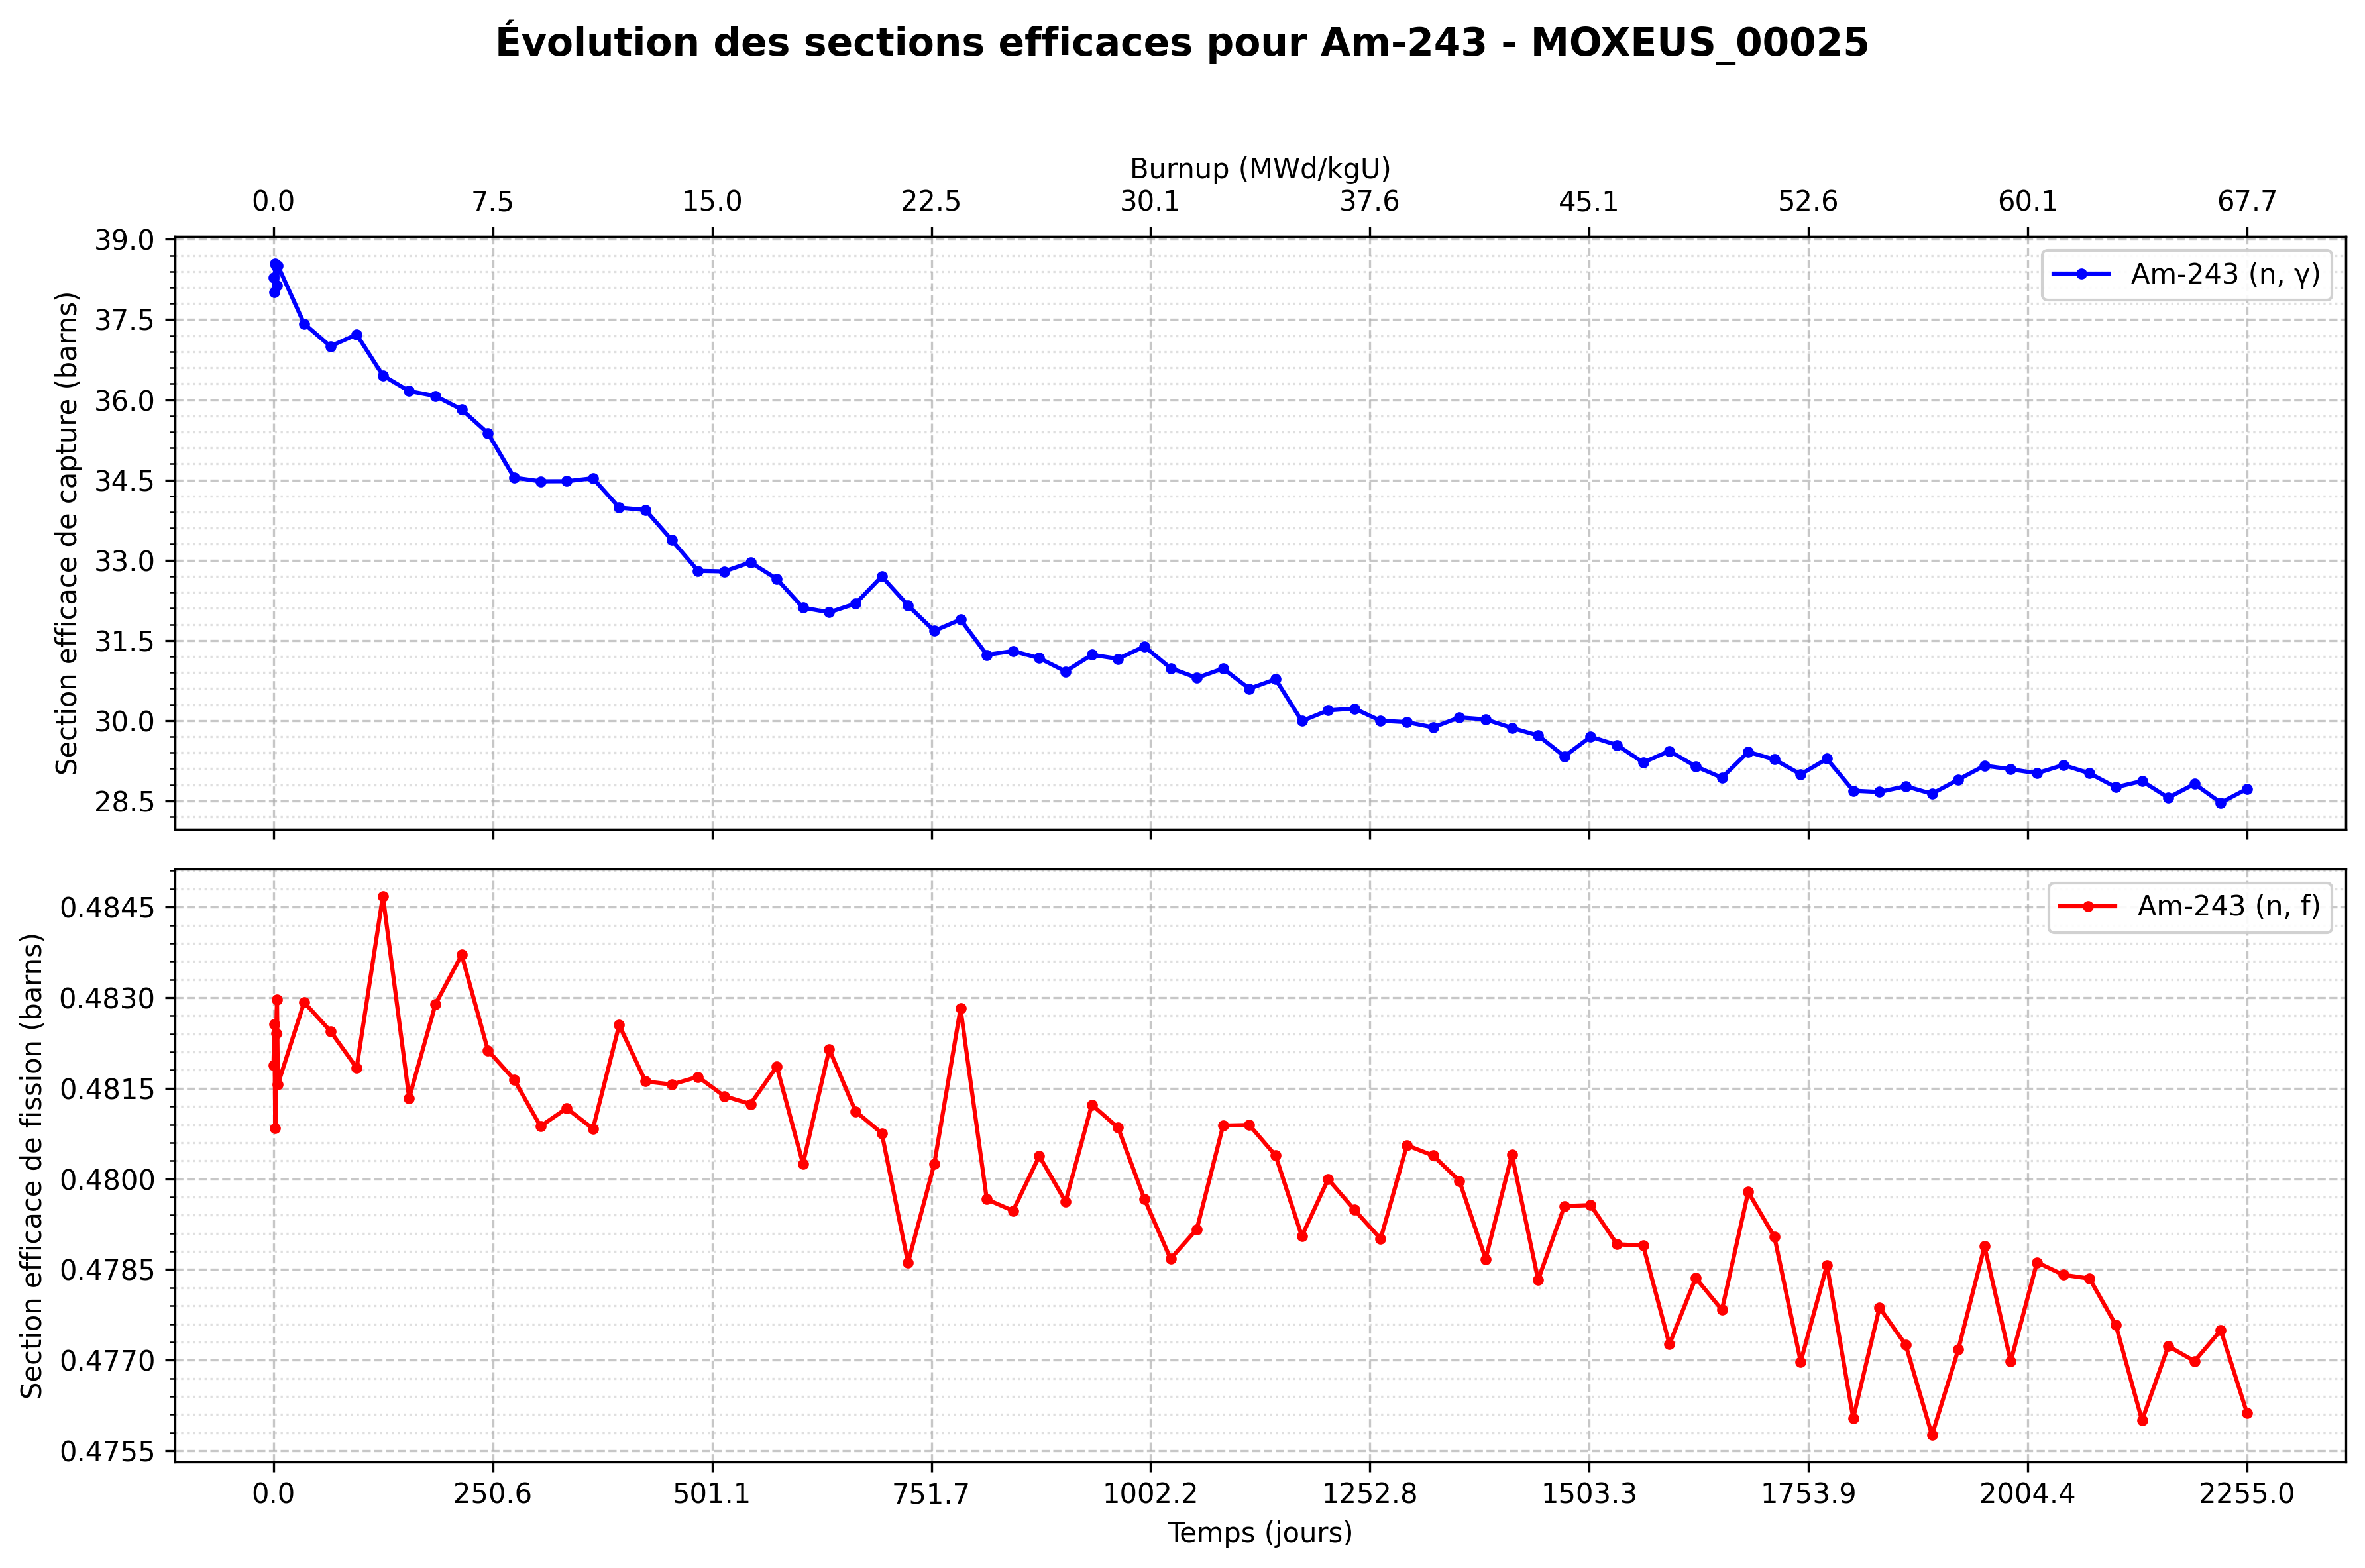 Évolution des sections efficaces pour Am-243 - MOXEUS_00025
Burnup (MWd/kgU)
0.0 7.5 15.0 22.5 30.1 37.6 45.1 52.6 60.1 67.7
Section efficace de capture (barns)
39.0
37.5
36.0
34.5
33.0
31.5
30.0
28.5
Am-243 (n, γ)
Section efficace de fission (barns)
0.4845
0.4830
0.4815
0.4800
0.4785
0.4770
0.4755
Am-243 (n, f)
0.0 250.6 501.1 751.7 1002.2 1252.8 1503.3 1753.9 2004.4 2255.0
Temps (jours)